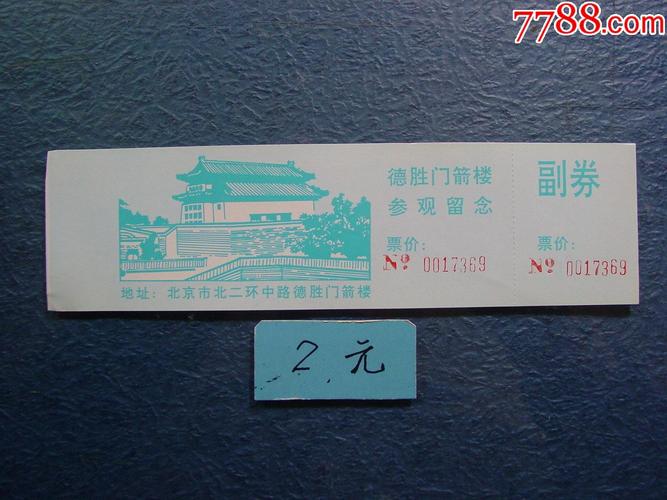 7788.com
德胜门箭楼
参观留念
票价:
Nº 0017369
地址: 北京市北二环中路德胜门箭楼
副券
票价:
Nº 0017369
2.元